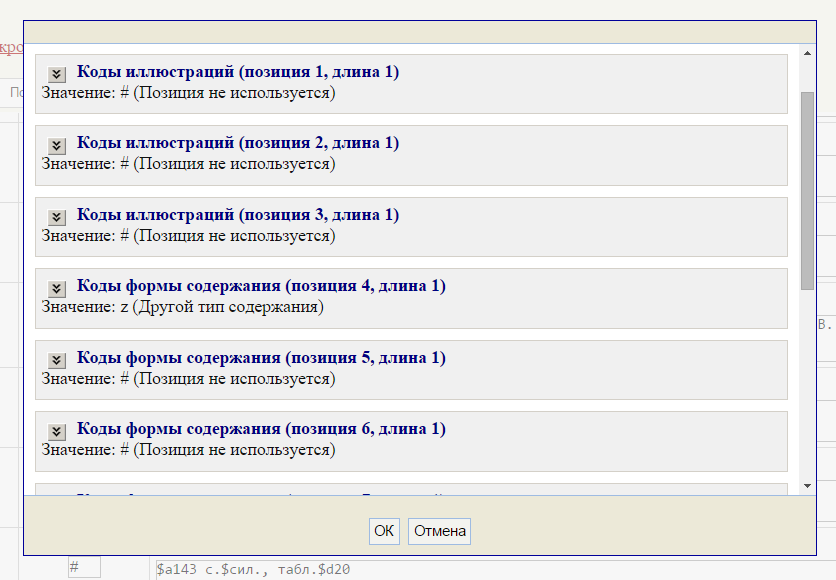 кро
По
Коды иллюстраций (позиция 1, длина 1)
Значение: # (Позиция не используется)
Коды иллюстраций (позиция 2, длина 1)
Значение: # (Позиция не используется)
Коды иллюстраций (позиция 3, длина 1)
Значение: # (Позиция не используется)
Коды формы содержания (позиция 4, длина 1)
Значение: z (Другой тип содержания)
В.
Коды формы содержания (позиция 5, длина 1)
Значение: # (Позиция не используется)
Коды формы содержания (позиция 6, длина 1)
Значение: # (Позиция не используется)
ОК Отмена
# $a143 с.$cил., табл.$d20